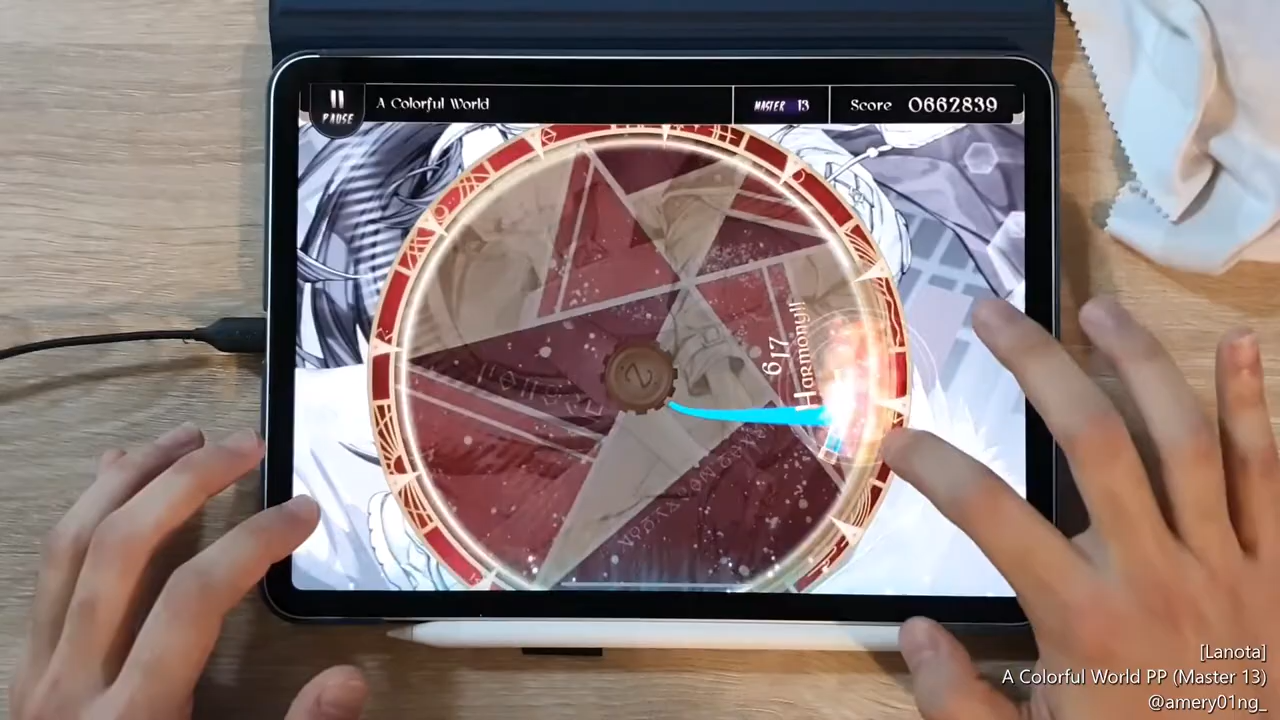 PAUSE
A Colorful World
MASTER 13
Score 0662839
617
Harmony!!
[Lanota]
A Colorful World PP (Master 13)
@amery01ng_